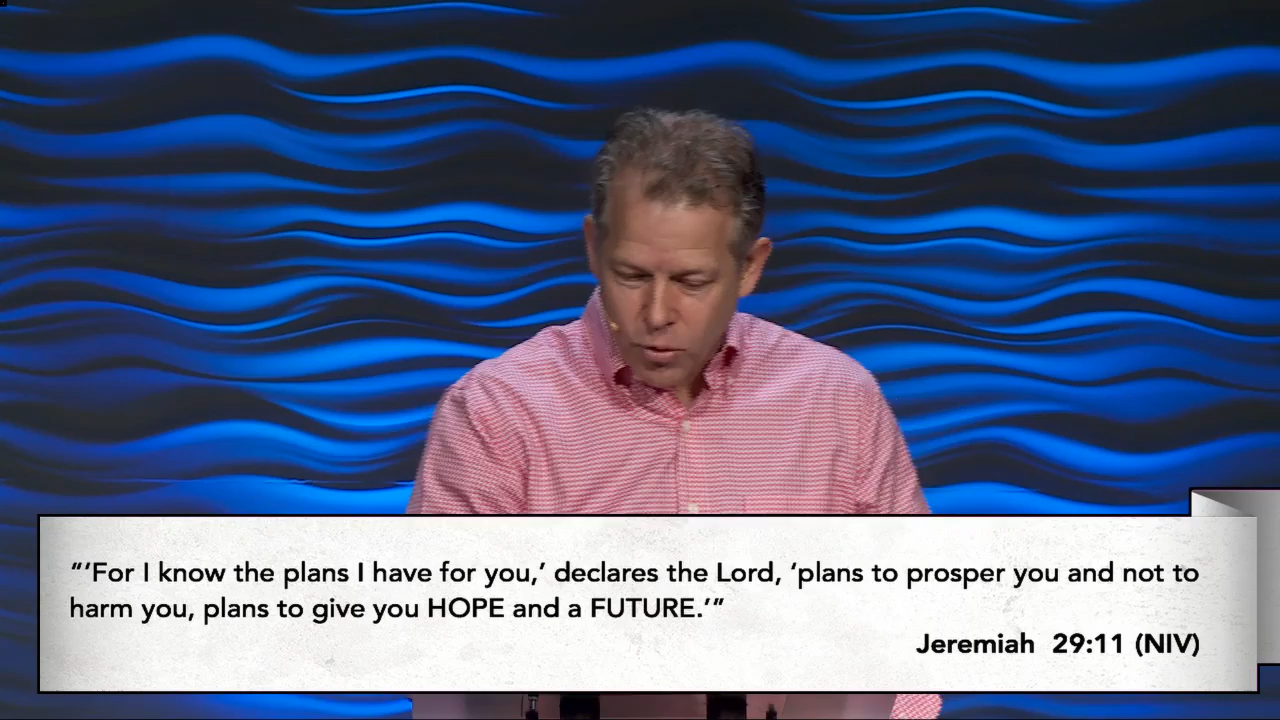 “‘For I know the plans I have for you,’ declares the Lord, ‘plans to prosper you and not to
harm you, plans to give you HOPE and a FUTURE.’”
Jeremiah 29:11 (NIV)